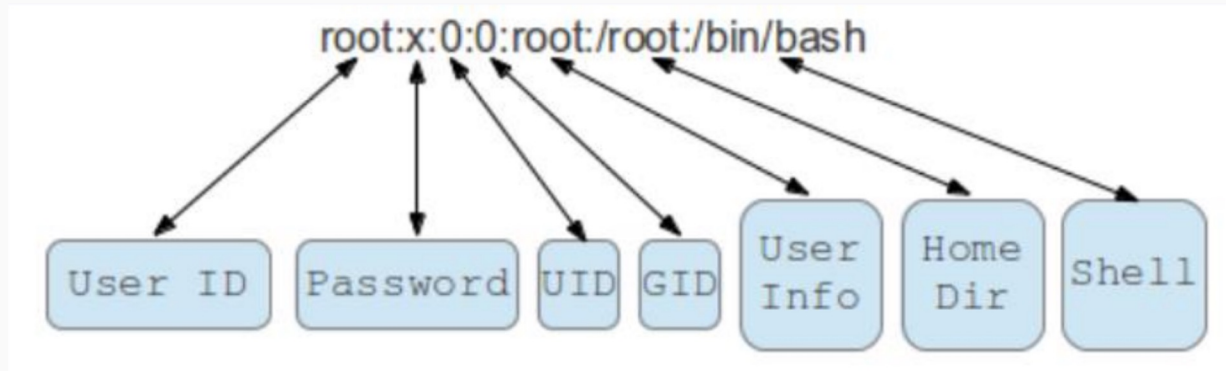 root:x:0:0:root:/root:/bin/bash
User ID
Password
UID
GID
User
Info
Home
Dir
Shell